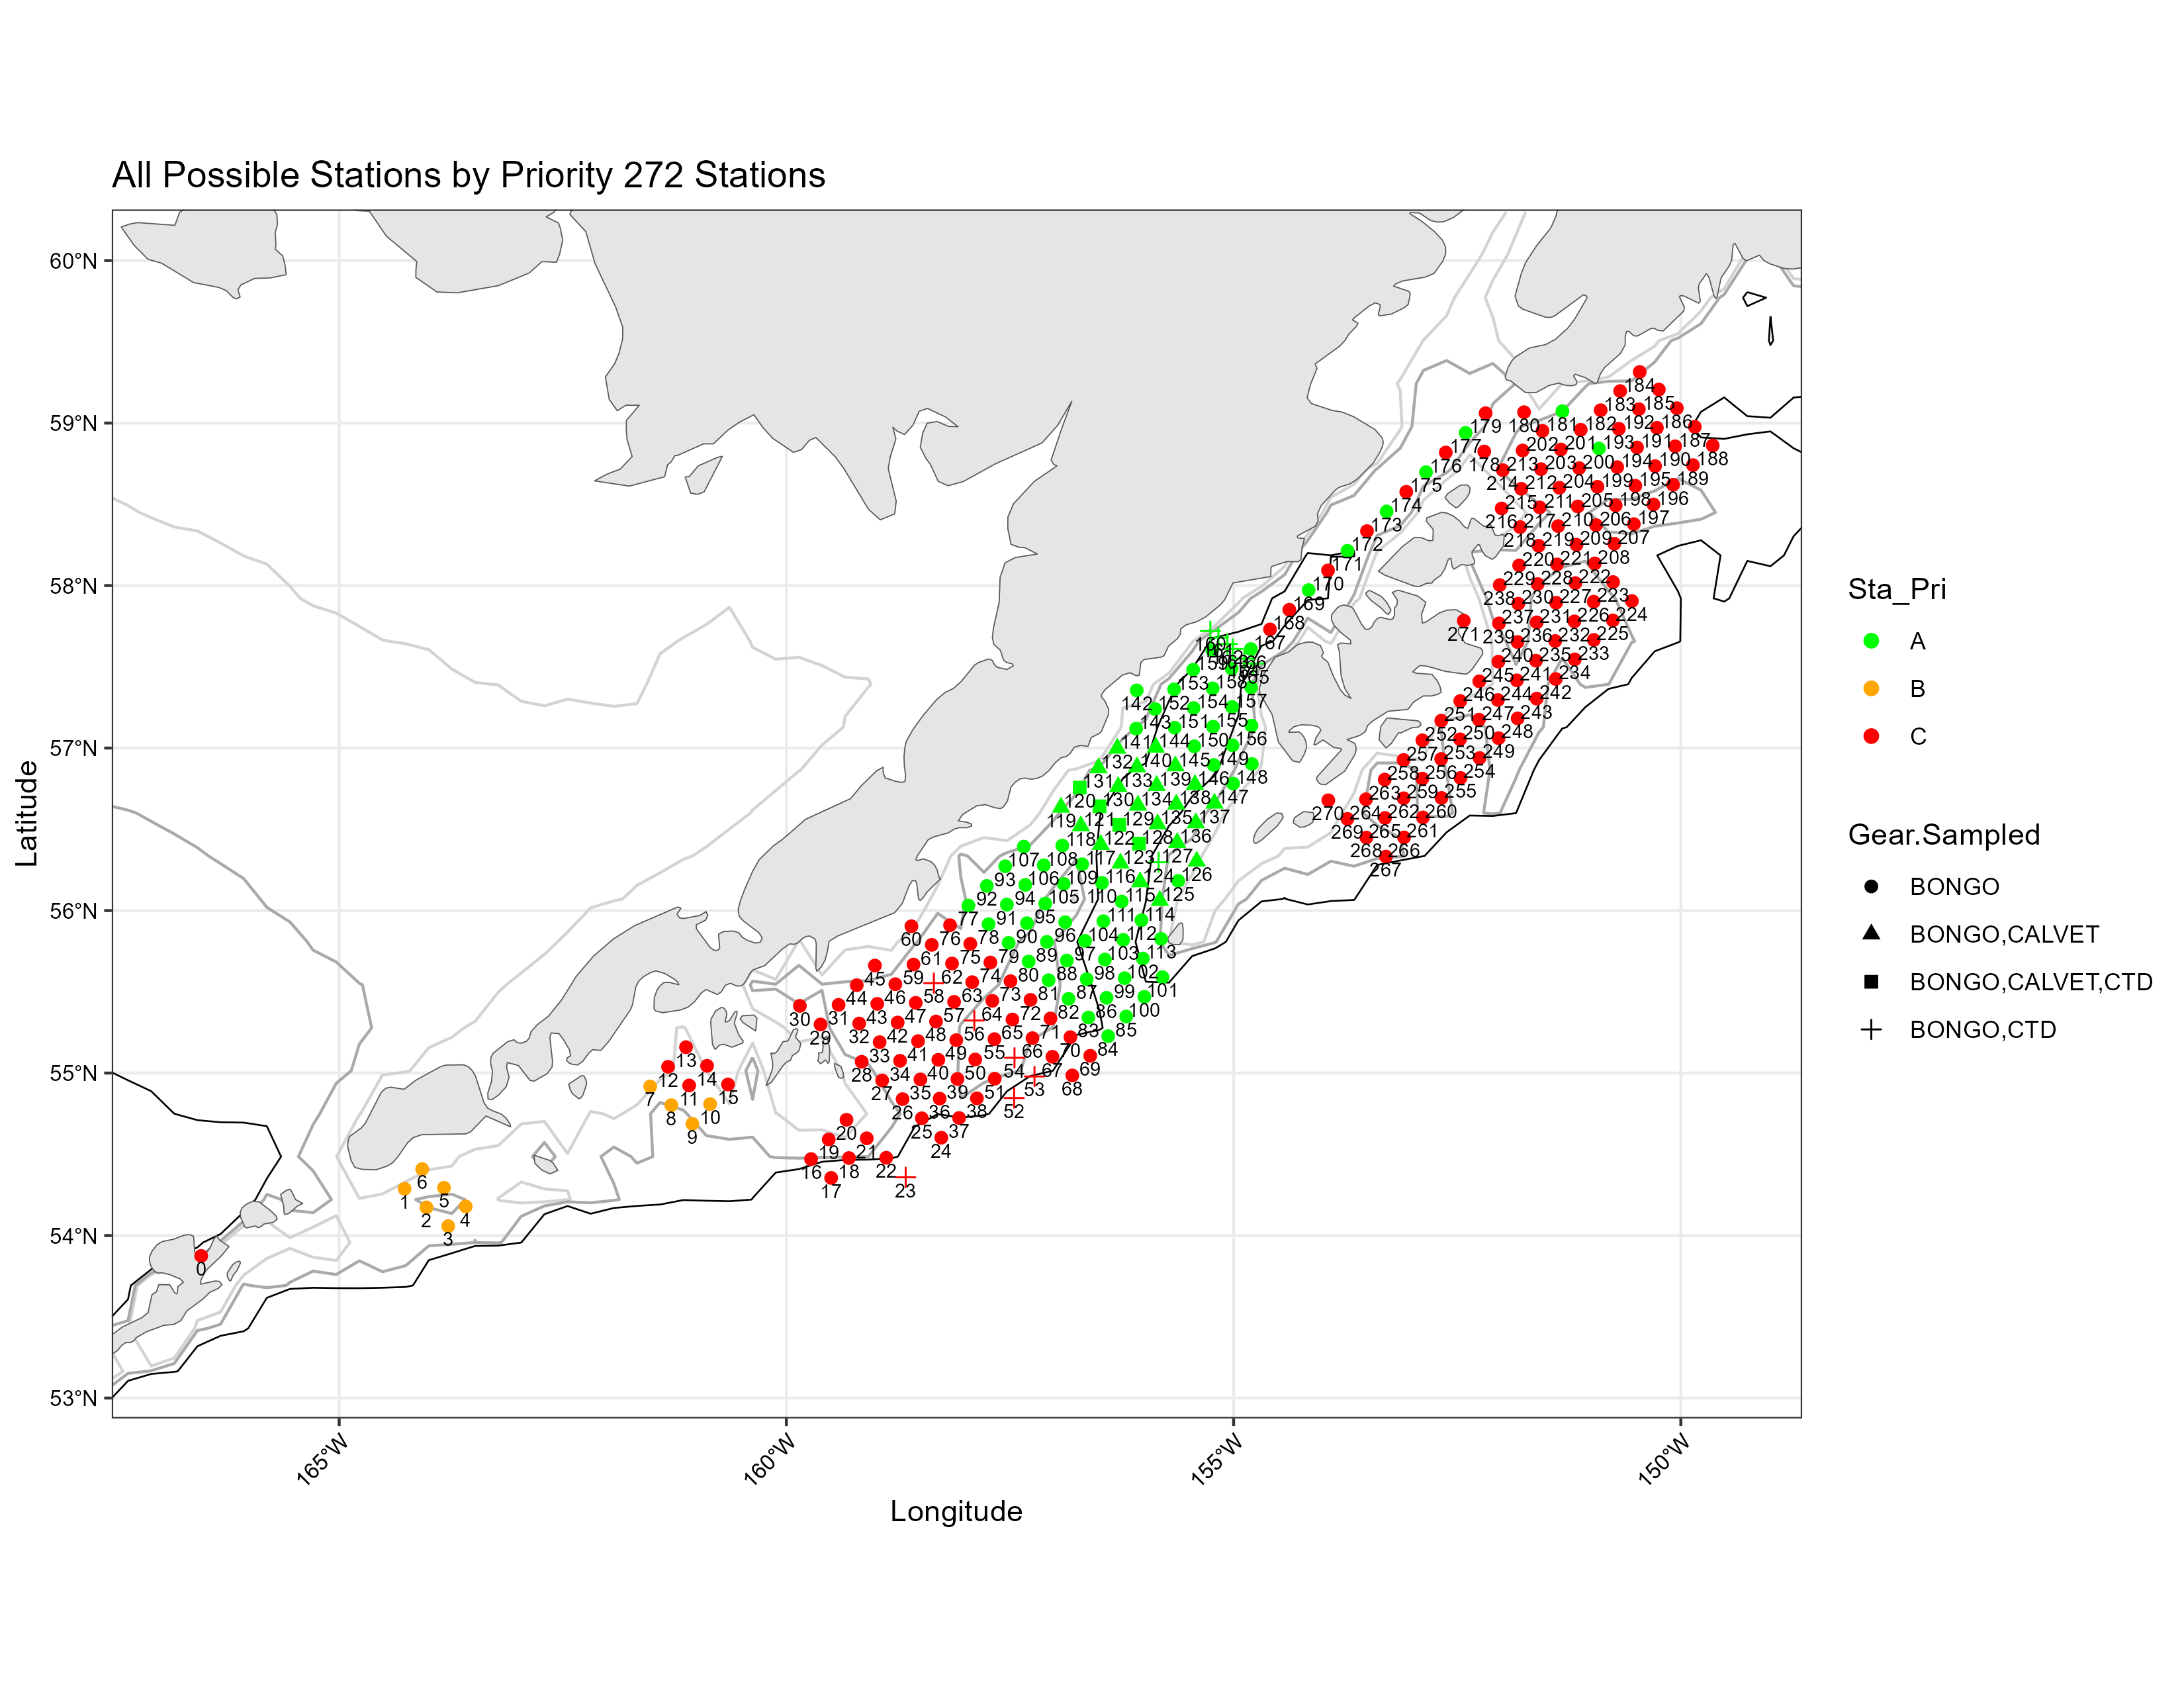 All Possible Stations by Priority 272 Stations
60°N
59°N
58°N
57°N
56°N
55°N
54°N
53°N
Latitude
165°W
160°W
155°W
150°W
Longitude
Sta_Pri
A
B
C
Gear.Sampled
BONGO
BONGO,CALVET
BONGO,CALVET,CTD
BONGO,CTD
184
183 185
179 180 181 182 192 186
177 202 201 193 191 187
176 178 213 203 200 194 190 188
175 214 212 204 199 195 189
174 215 211 205 198 196
173 216 217 210 206 197
172 218 219 209 207
171 220 221 208
170 229 228 222
169 238 230 227 223
168 237 231 226 224
160 167 271 239 236 232 225
240 235 233
159 165
153 158 245 241 234
142 152 154 157 246 244 242
143 151 155 251 247 243
141 144 150 156 252 250 248
132 140 145 149 257 253 249
131 133 139 146 148 258 256 254
120 130 134 138 147 263 259 255
119 121 129 135 137 270 264 262 260
118 122 128 136 269 265 261
107 108 117 123 127 268 266
93 106 109 116 124 126 267
92 94 105 110 115 125
77 91 95 111 114
60 76 78 90 96 104 112
61 75 79 89 97 103 113
45 59 62 74 80 88 98 102
44 46 58 63 73 81 87 99 101
30 31 43 47 57 64 72 82 86 100
29 32 42 48 56 65 71 83 85
33 41 49 55 66 70 84
13 28 34 40 50 54 67 69
12 14 27 35 39 51 53 68
7 11 15 26 36 38 52
8 10 25 37
9 20 24
19 21
16 18 22
17 23
6
1 5
2 4
3
0